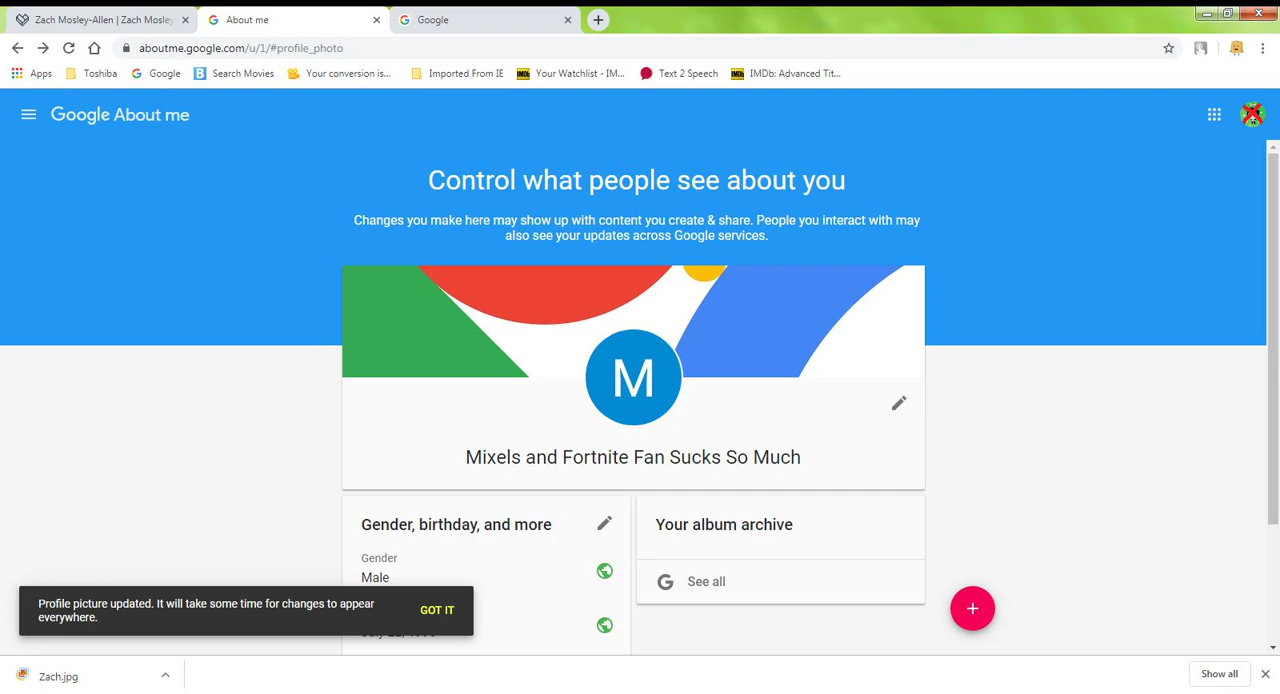 Zach Mosley-Allen | Zach Mosley
About me
Google
aboutme.google.com/u/1/#profile_photo
Apps
Toshiba
Google
B
Search Movies
Your conversion is...
Imported From IE
IMDb
Your Watchlist - IM...
Text 2 Speech
IMDb
IMDb: Advanced Tit...
Google About me
Control what people see about you
Changes you make here may show up with content you create & share. People you interact with may
also see your updates across Google services.
M
Mixels and Fortnite Fan Sucks So Much
Gender, birthday, and more
Your album archive
Gender
Male
G
See all
Profile picture updated. It will take some time for changes to appear
everywhere.
GOT IT
Zach.jpg
Show all